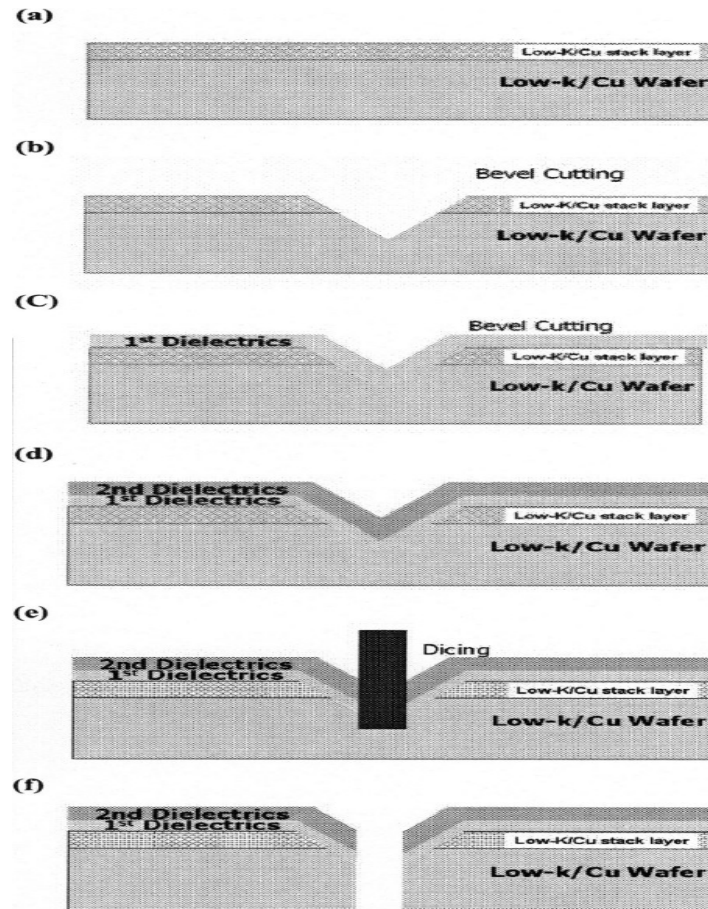 (a)
Low-K/Cu stack layer
Low-k/Cu Wafer
(b)
Bevel Cutting
Low-K/Cu stack layer
Low-k/Cu Wafer
(C)
Bevel Cutting
1st Dielectrics
Low-K/Cu stack layer
Low-k/Cu Wafer
(d)
2nd Dielectrics
1st Dielectrics
Low-K/Cu stack layer
Low-k/Cu Wafer
(e)
Dicing
2nd Dielectrics
1st Dielectrics
Low-K/Cu stack layer
Low-k/Cu Wafer
(f)
2nd Dielectrics
1st Dielectrics
Low-K/Cu stack layer
Low-k/Cu Wafer